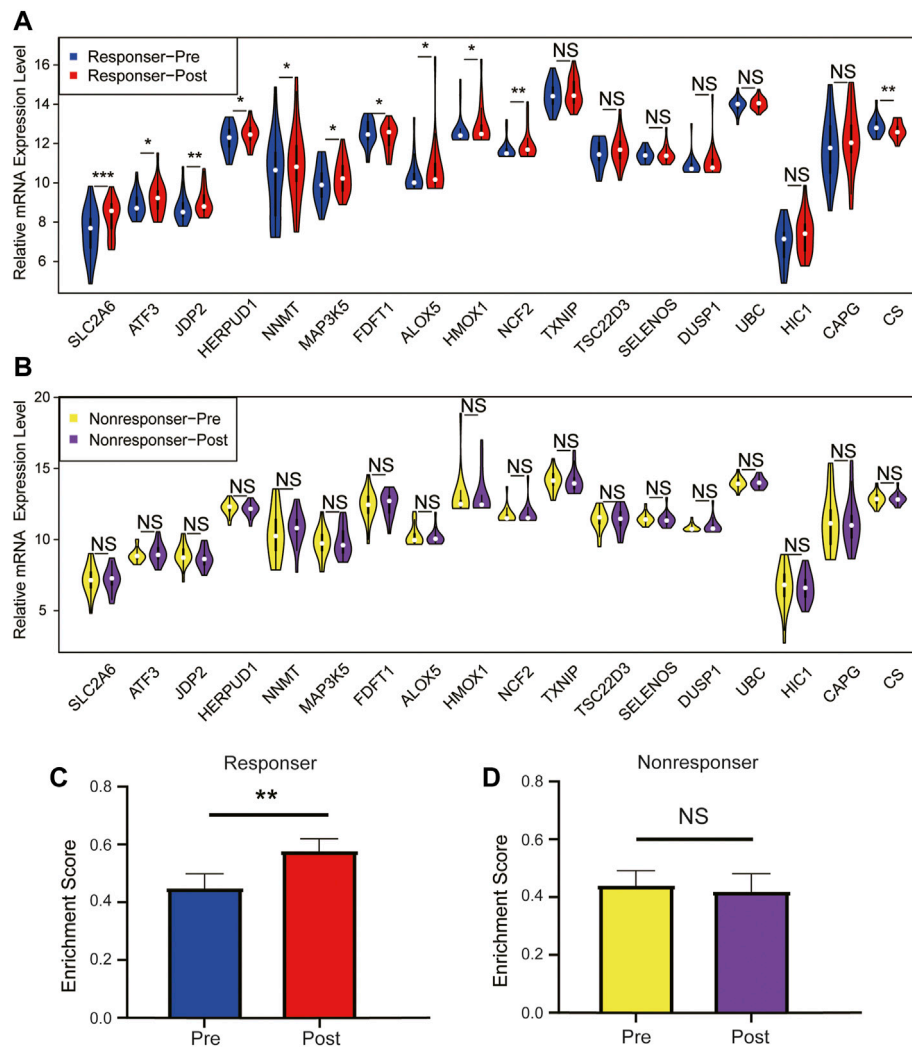 A
Relative mRNA Expression Level
16
14
12
10
8
6
Responser-Pre
Responser-Post
*** * ** * * * * * * ** NS NS NS NS NS NS NS **
SLC2A6 ATF3 JDP2 HERPUD1 NNMT MAP3K5 FDFT1 ALOX5 HMOX1 NCF2 TXNIP TSC22D3 SELENOS DUSP1 UBC HIC1 CAPG CS
B
Relative mRNA Expression Level
20
15
10
5
Nonresponser-Pre
Nonresponser-Post
NS NS NS NS NS NS NS NS NS NS NS NS NS NS NS NS NS NS
SLC2A6 ATF3 JDP2 HERPUD1 NNMT MAP3K5 FDFT1 ALOX5 HMOX1 NCF2 TXNIP TSC22D3 SELENOS DUSP1 UBC HIC1 CAPG CS
C
Responser
Enrichment Score
0.8
0.6
0.4
0.2
0.0
**
Pre Post
D
Nonresponser
Enrichment Score
0.8
0.6
0.4
0.2
0.0
NS
Pre Post